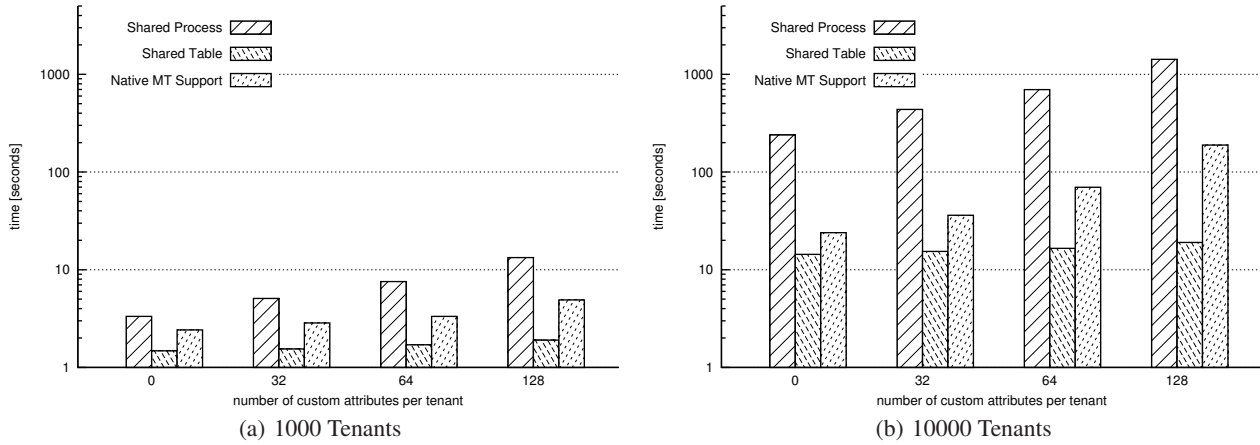 Shared Process
Shared Table
Native MT Support
1000
100
10
1
time [seconds]
0 32 64 128
number of custom attributes per tenant
(a) 1000 Tenants
Shared Process
Shared Table
Native MT Support
1000
100
10
1
time [seconds]
0 32 64 128
number of custom attributes per tenant
(b) 10000 Tenants